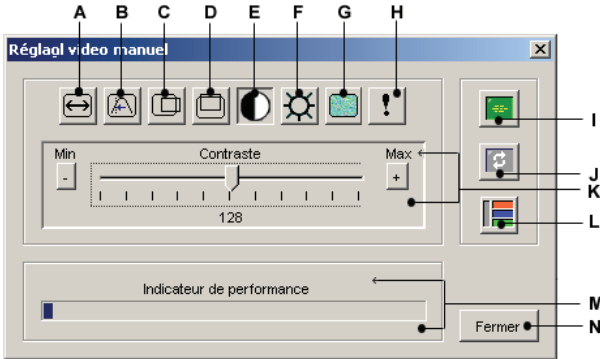 A B C D E F G H
Réglagl video manuel
I
Min Contraste Max
- +
J
K
128
L
Indicateur de performance
M
Fermer N